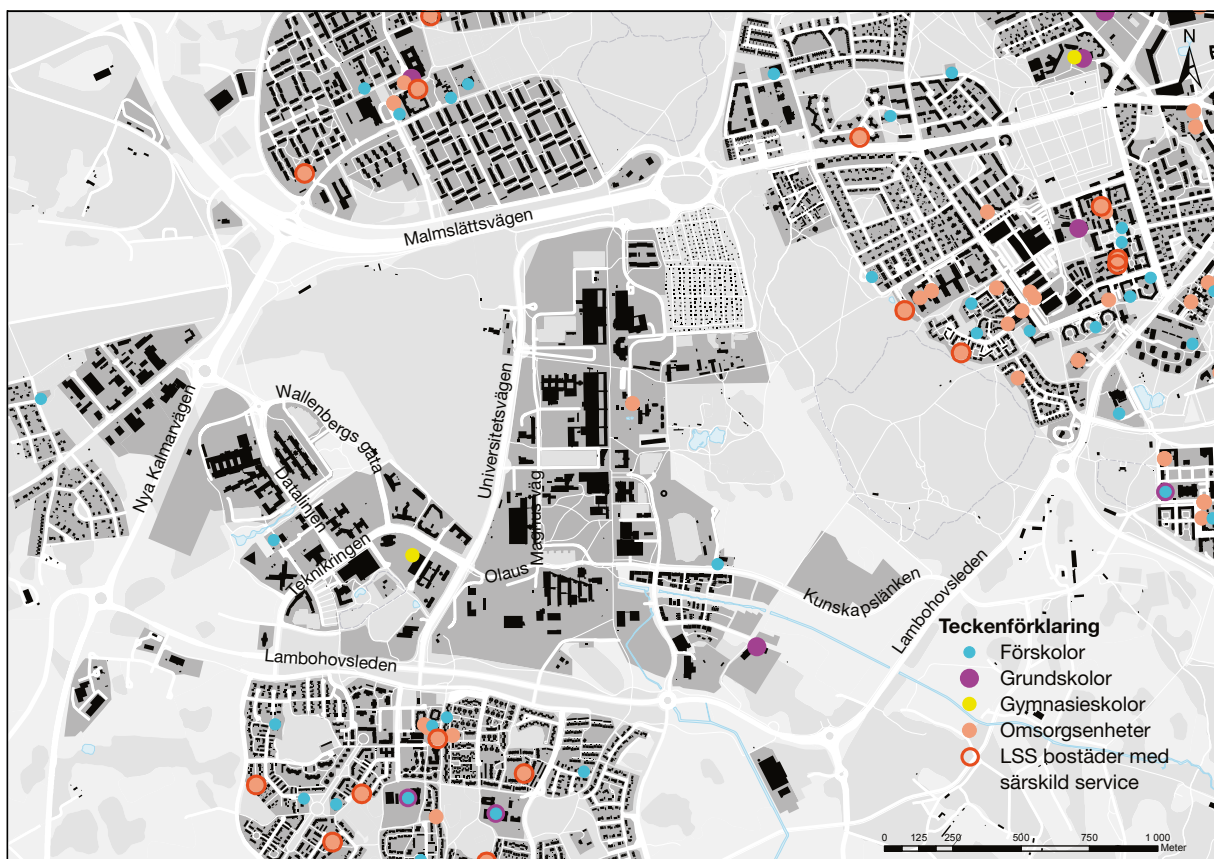 N
Malmslättsvägen
Nya Kalmarvägen
Wallenbergs gata
Universitetsvägen
Datalinjen
Teknikringen
Olaus
Magnus väg
Kunskapslänken
Lambohovsleden
Lambohovsleden
Teckenförklaring
Förskolor
Grundskolor
Gymnasieskolor
Omsorgsenheter
LSS bostäder med
särskild service
0 125 250 500 750 1 000
Meter